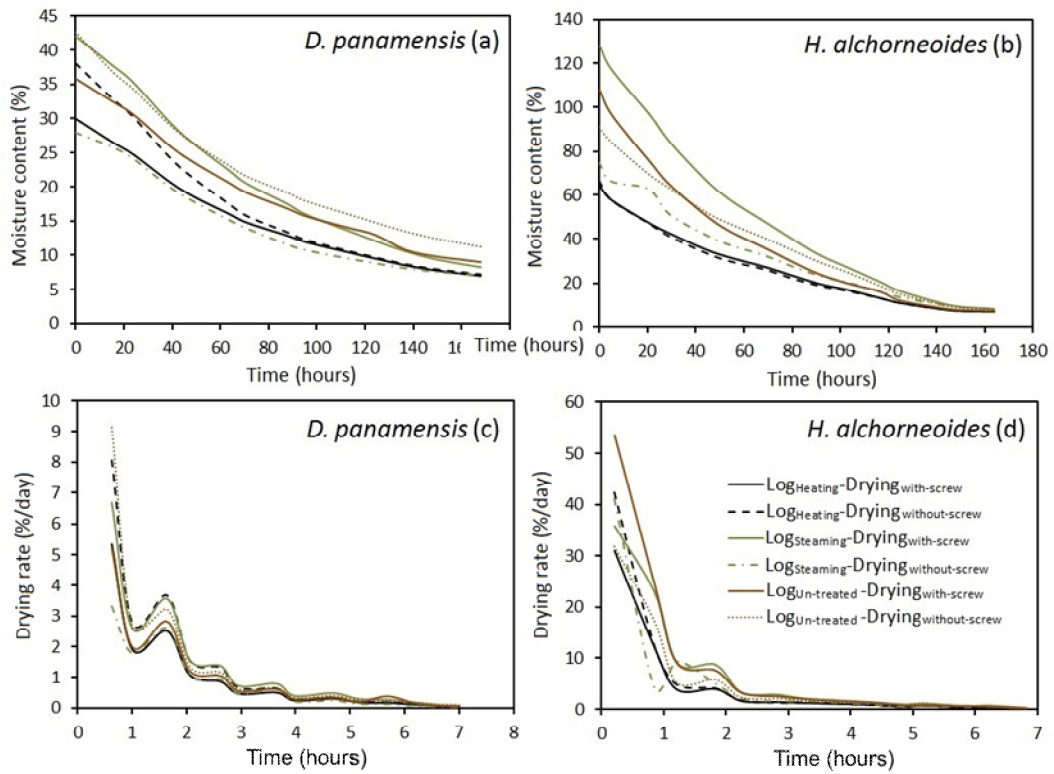 D. panamensis (a)
Moisture content (%)
45
40
35
30
25
20
15
10
5
0
0 20 40 60 80 100 120 140
Time (hours)
Time (hours)
H. alchorneoides (b)
Moisture content (%)
140
120
100
80
60
40
20
0
0 20 40 60 80 100 120 140 160 180
Time (hours)
D. panamensis (c)
Drying rate (%/day)
10
9
8
7
6
5
4
3
2
1
0
0 1 2 3 4 5 6 7 8
Time (hours)
H. alchorneoides (d)
Drying rate (%/day)
60
50
40
30
20
10
0
0 1 2 3 4 5 6 7
Time (hours)
LogHeating-Dryingwith-screw
LogHeating-Dryingwithout-screw
LogSteaming-Dryingwith-screw
LogSteaming-Dryingwithout-screw
LogUn-treated -Dryingwith-screw
LogUn-treated -Dryingwithout-screw